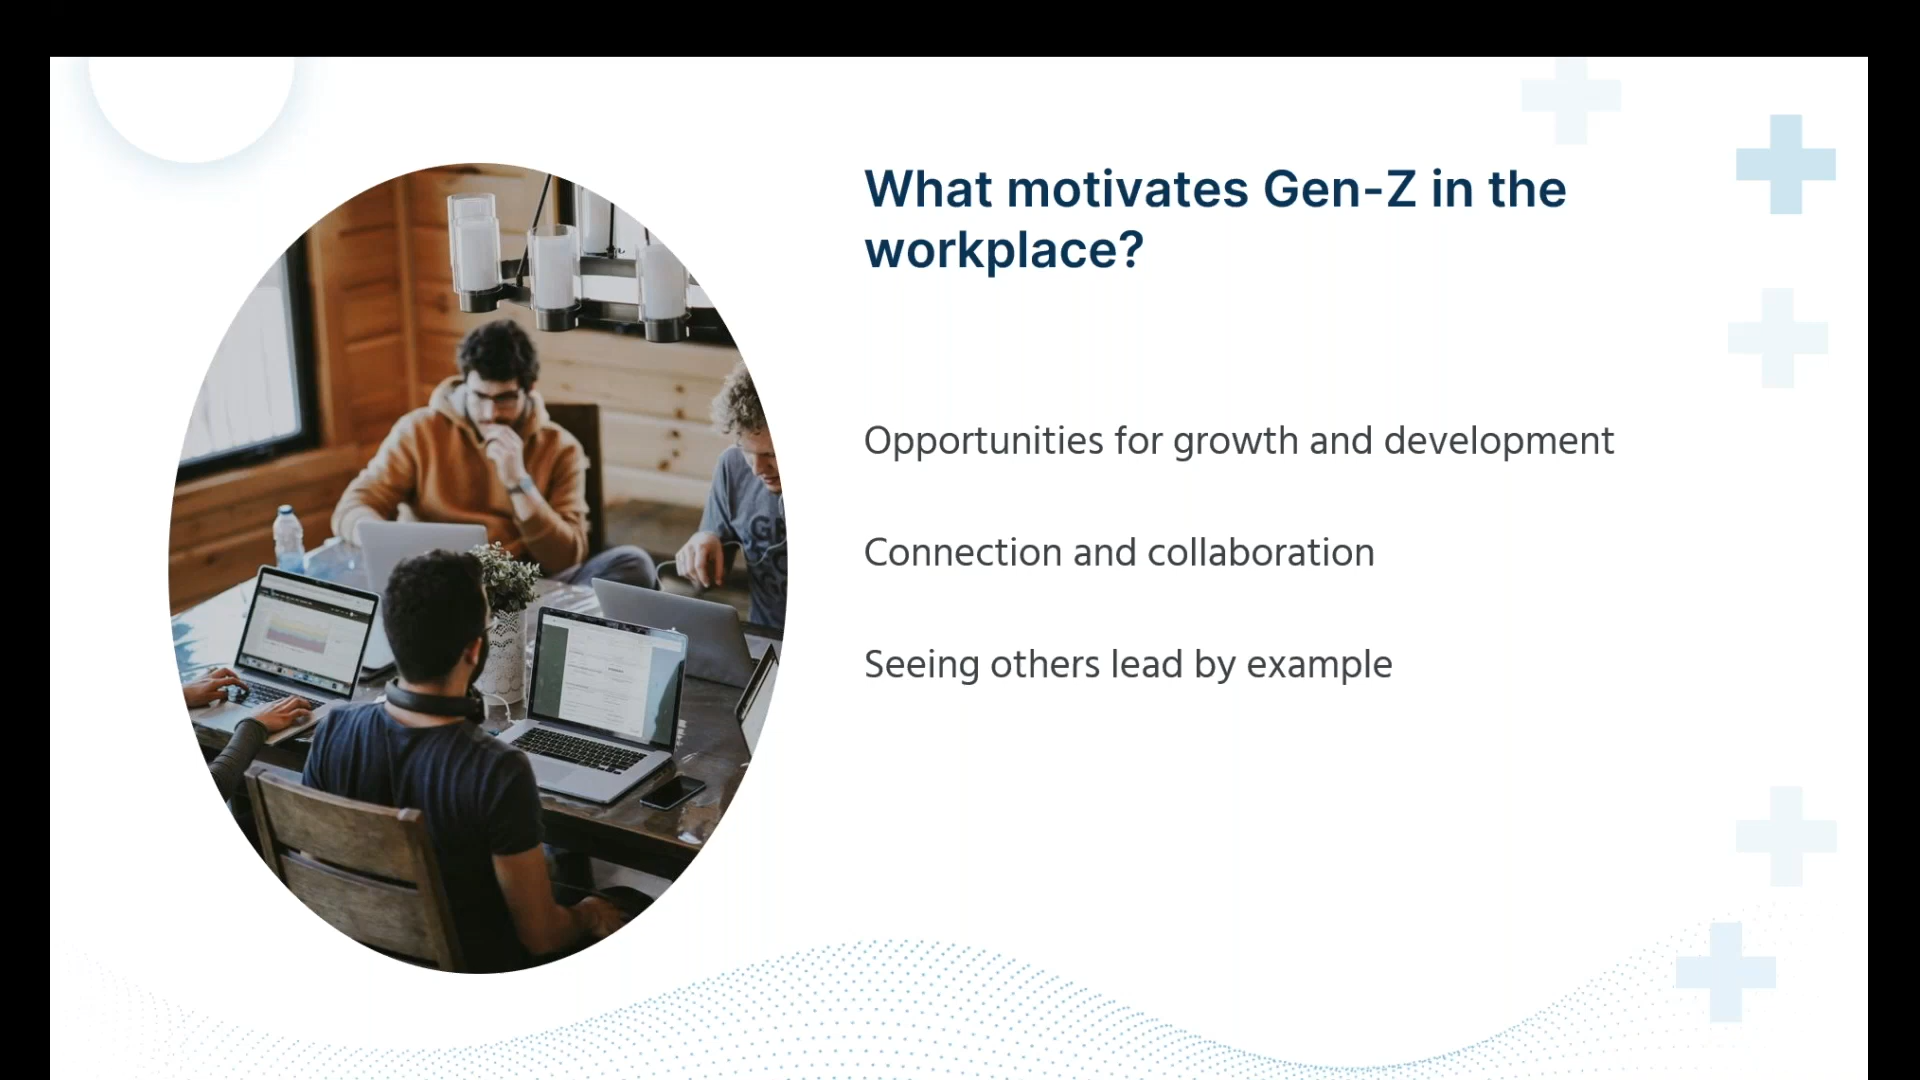 What motivates Gen-Z in the
workplace?
Opportunities for growth and development
Connection and collaboration
Seeing others lead by example